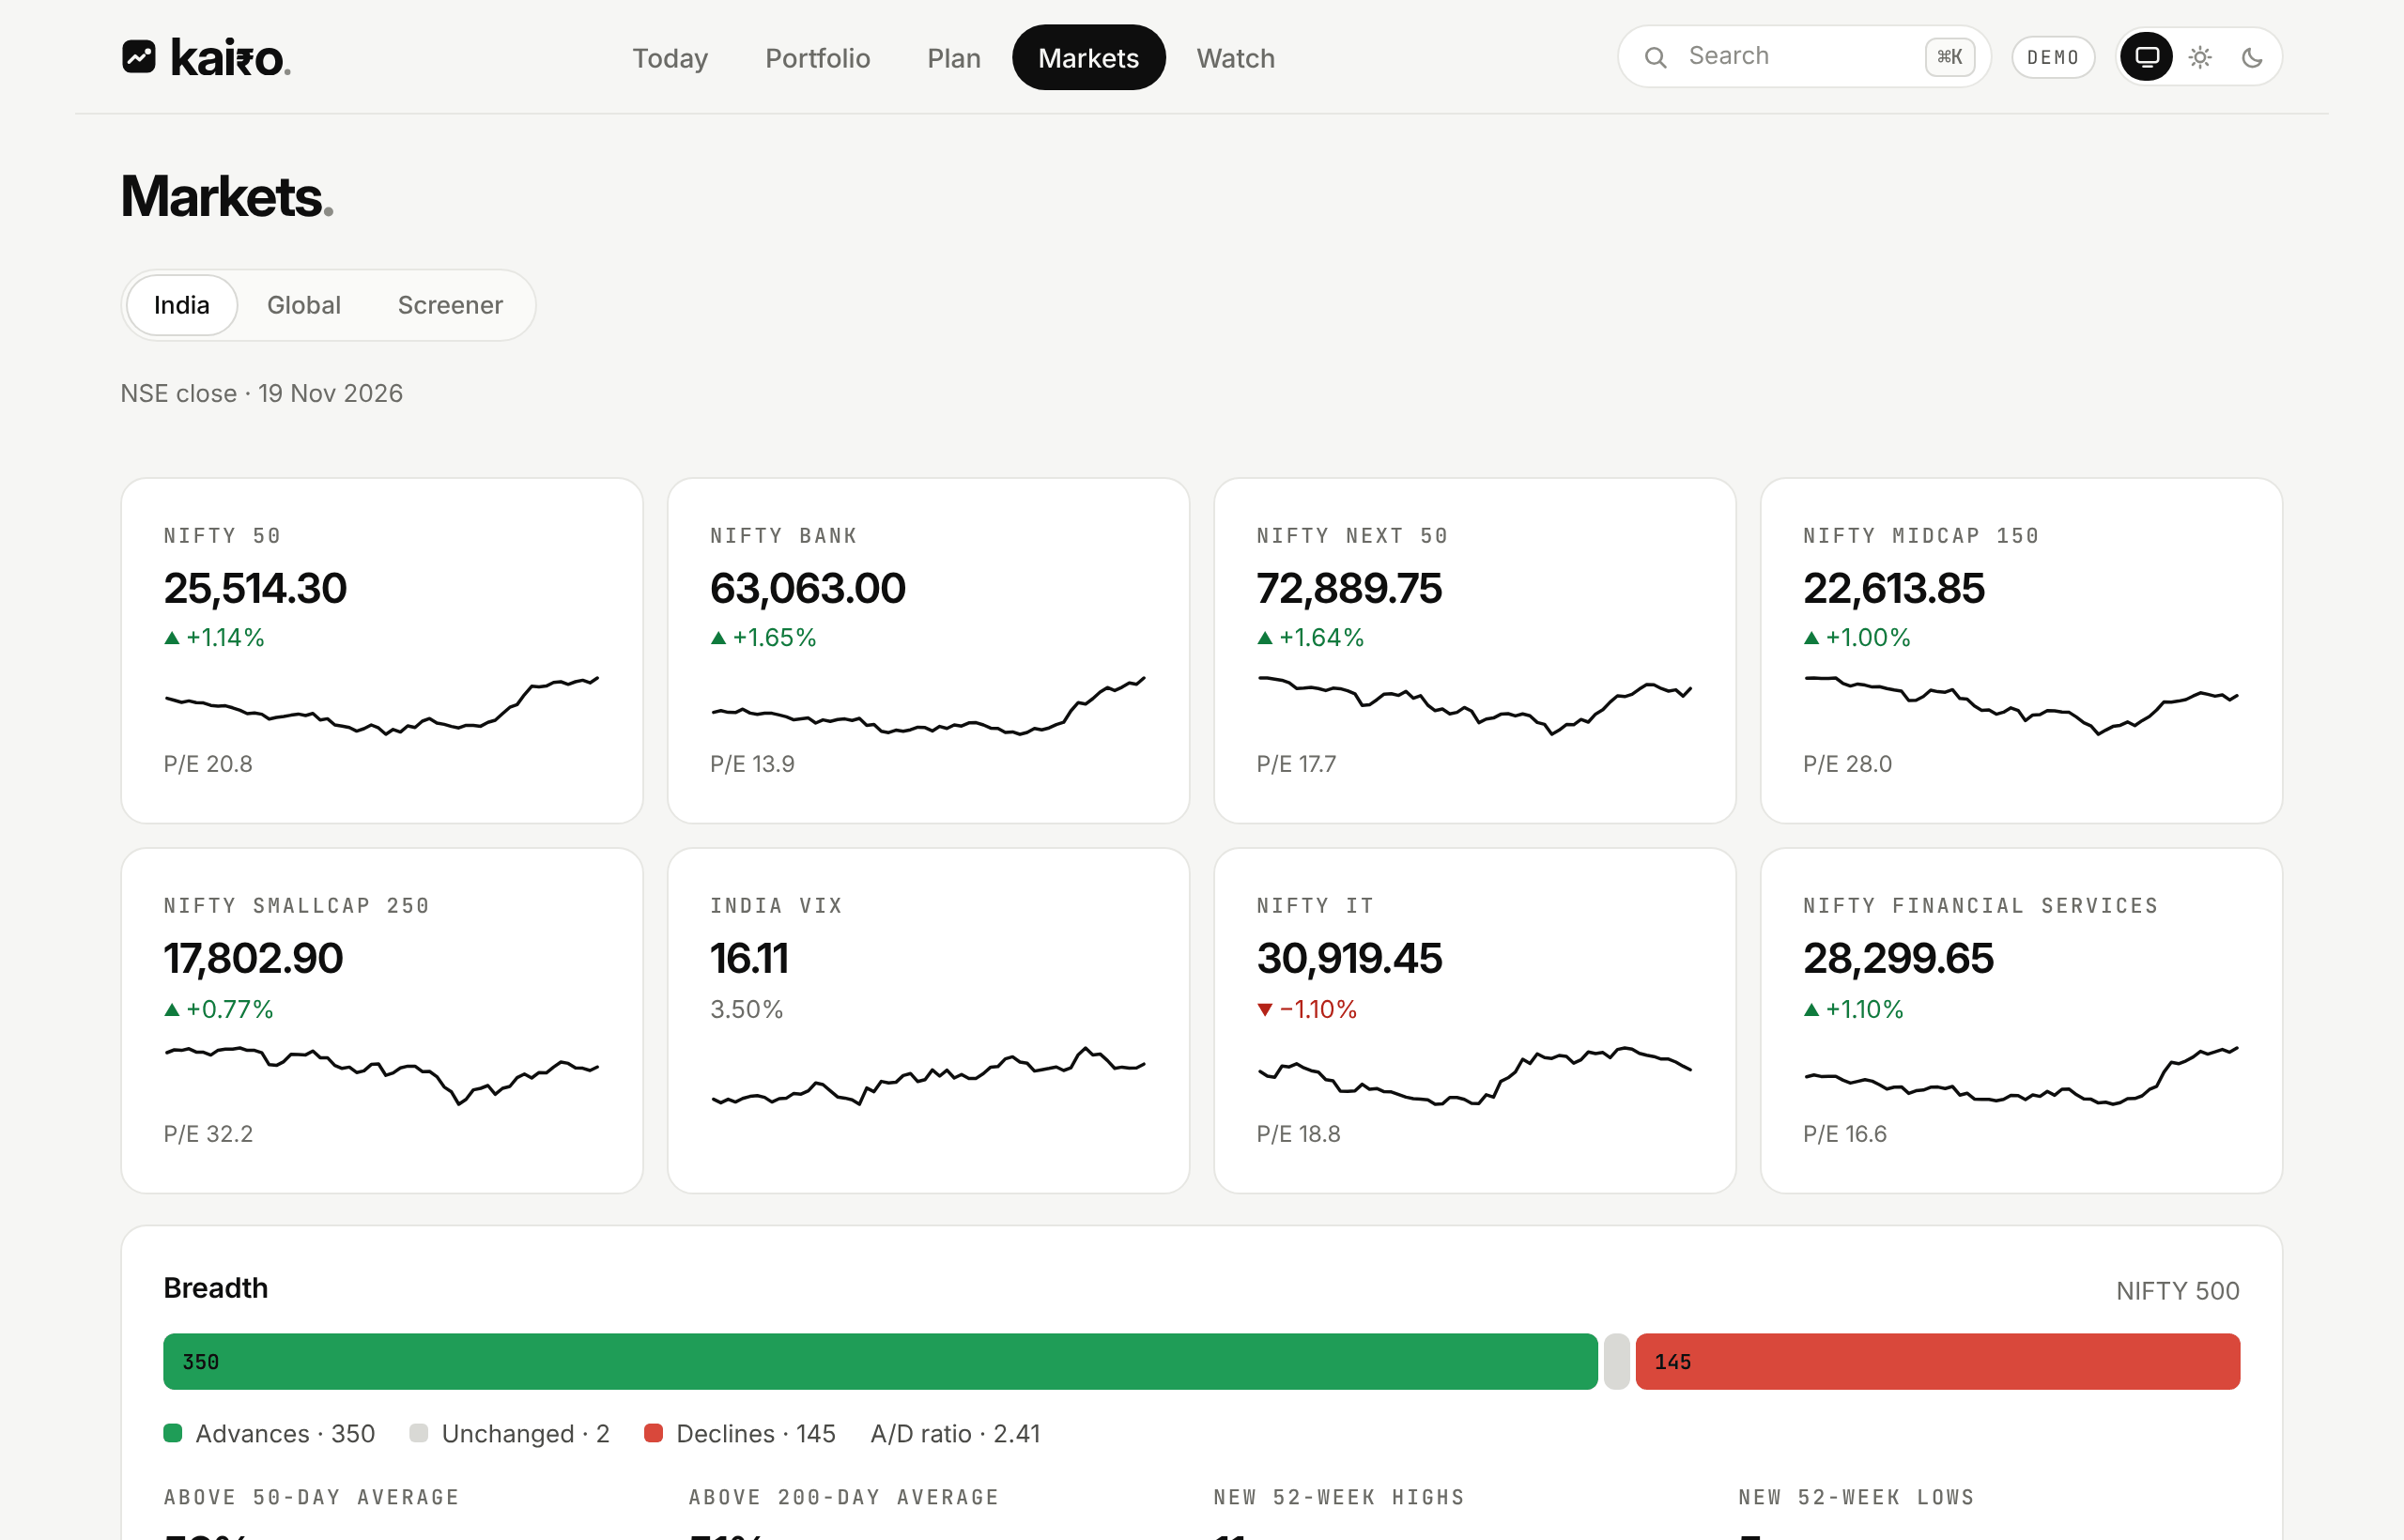 kai₹o.
Today Portfolio Plan Markets Watch
Search ⌘K DEMO
Markets.
India Global Screener
NSE close · 19 Nov 2026
NIFTY 50
25,514.30
▲ +1.14%
P/E 20.8
NIFTY BANK
63,063.00
▲ +1.65%
P/E 13.9
NIFTY NEXT 50
72,889.75
▲ +1.64%
P/E 17.7
NIFTY MIDCAP 150
22,613.85
▲ +1.00%
P/E 28.0
NIFTY SMALLCAP 250
17,802.90
▲ +0.77%
P/E 32.2
INDIA VIX
16.11
3.50%
NIFTY IT
30,919.45
▼ −1.10%
P/E 18.8
NIFTY FINANCIAL SERVICES
28,299.65
▲ +1.10%
P/E 16.6
Breadth
NIFTY 500
350 145
Advances · 350 Unchanged · 2 Declines · 145 A/D ratio · 2.41
ABOVE 50-DAY AVERAGE ABOVE 200-DAY AVERAGE NEW 52-WEEK HIGHS NEW 52-WEEK LOWS